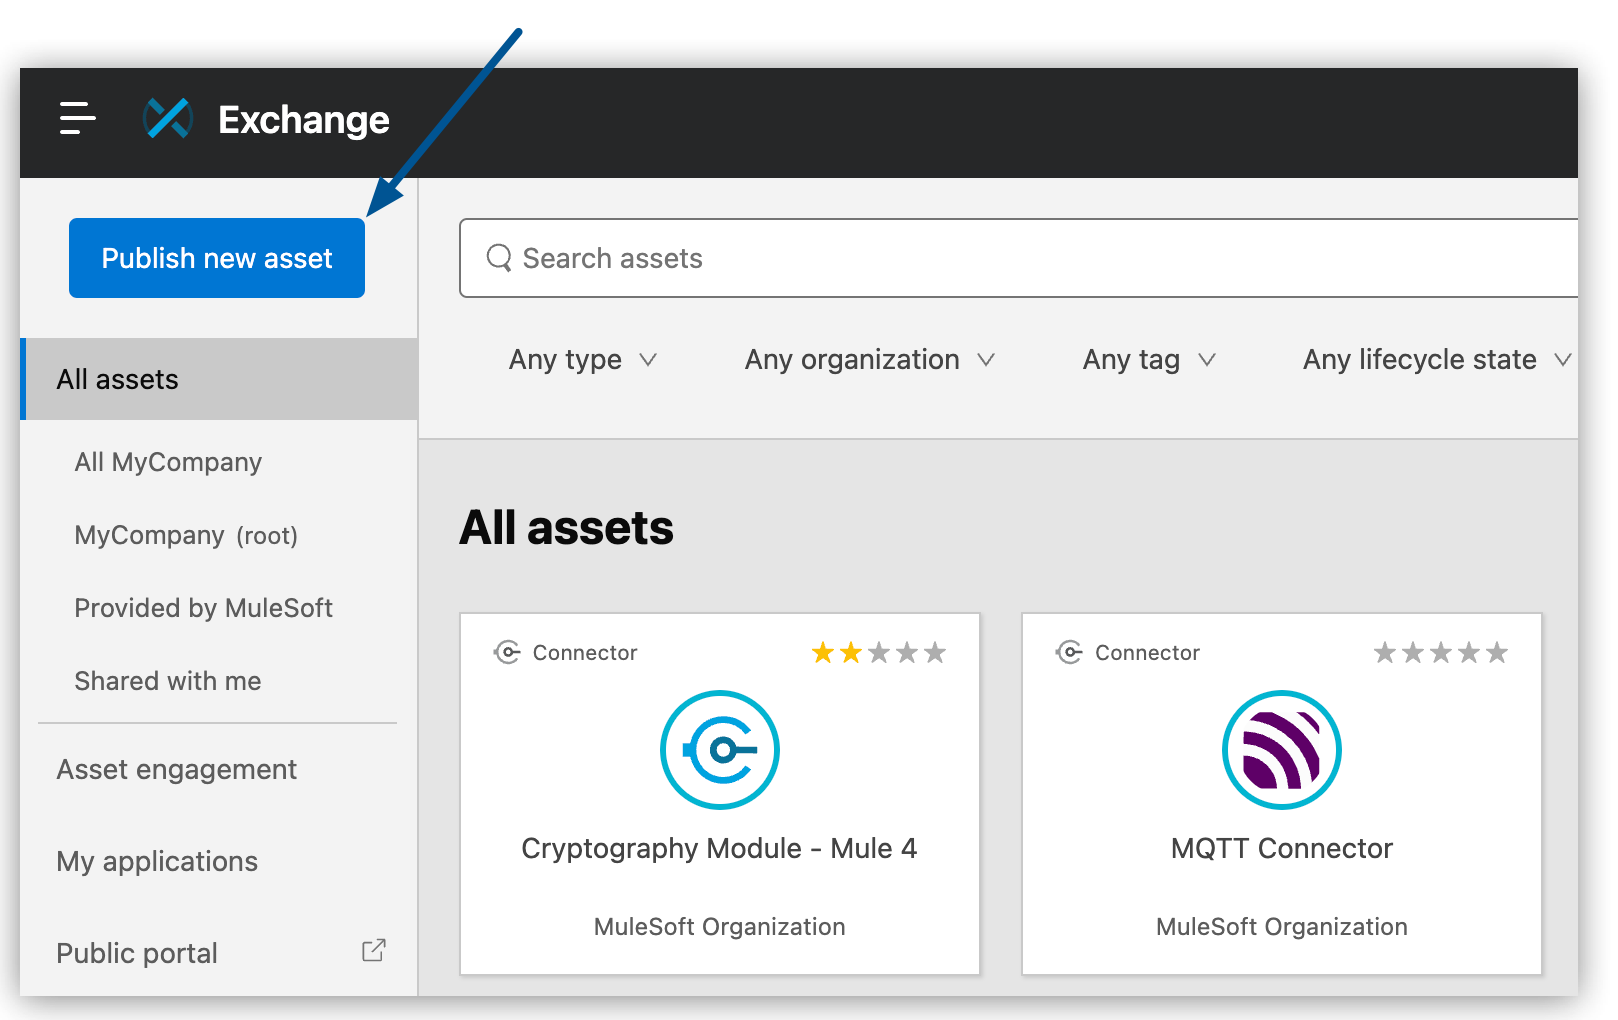 Exchange
Publish new asset
Search assets
Any type
Any organization
Any tag
Any lifecycle state
All assets
All MyCompany
MyCompany (root)
Provided by MuleSoft
Shared with me
Asset engagement
My applications
Public portal
All assets
Connector
Cryptography Module - Mule 4
MuleSoft Organization
Connector
MQTT Connector
MuleSoft Organization